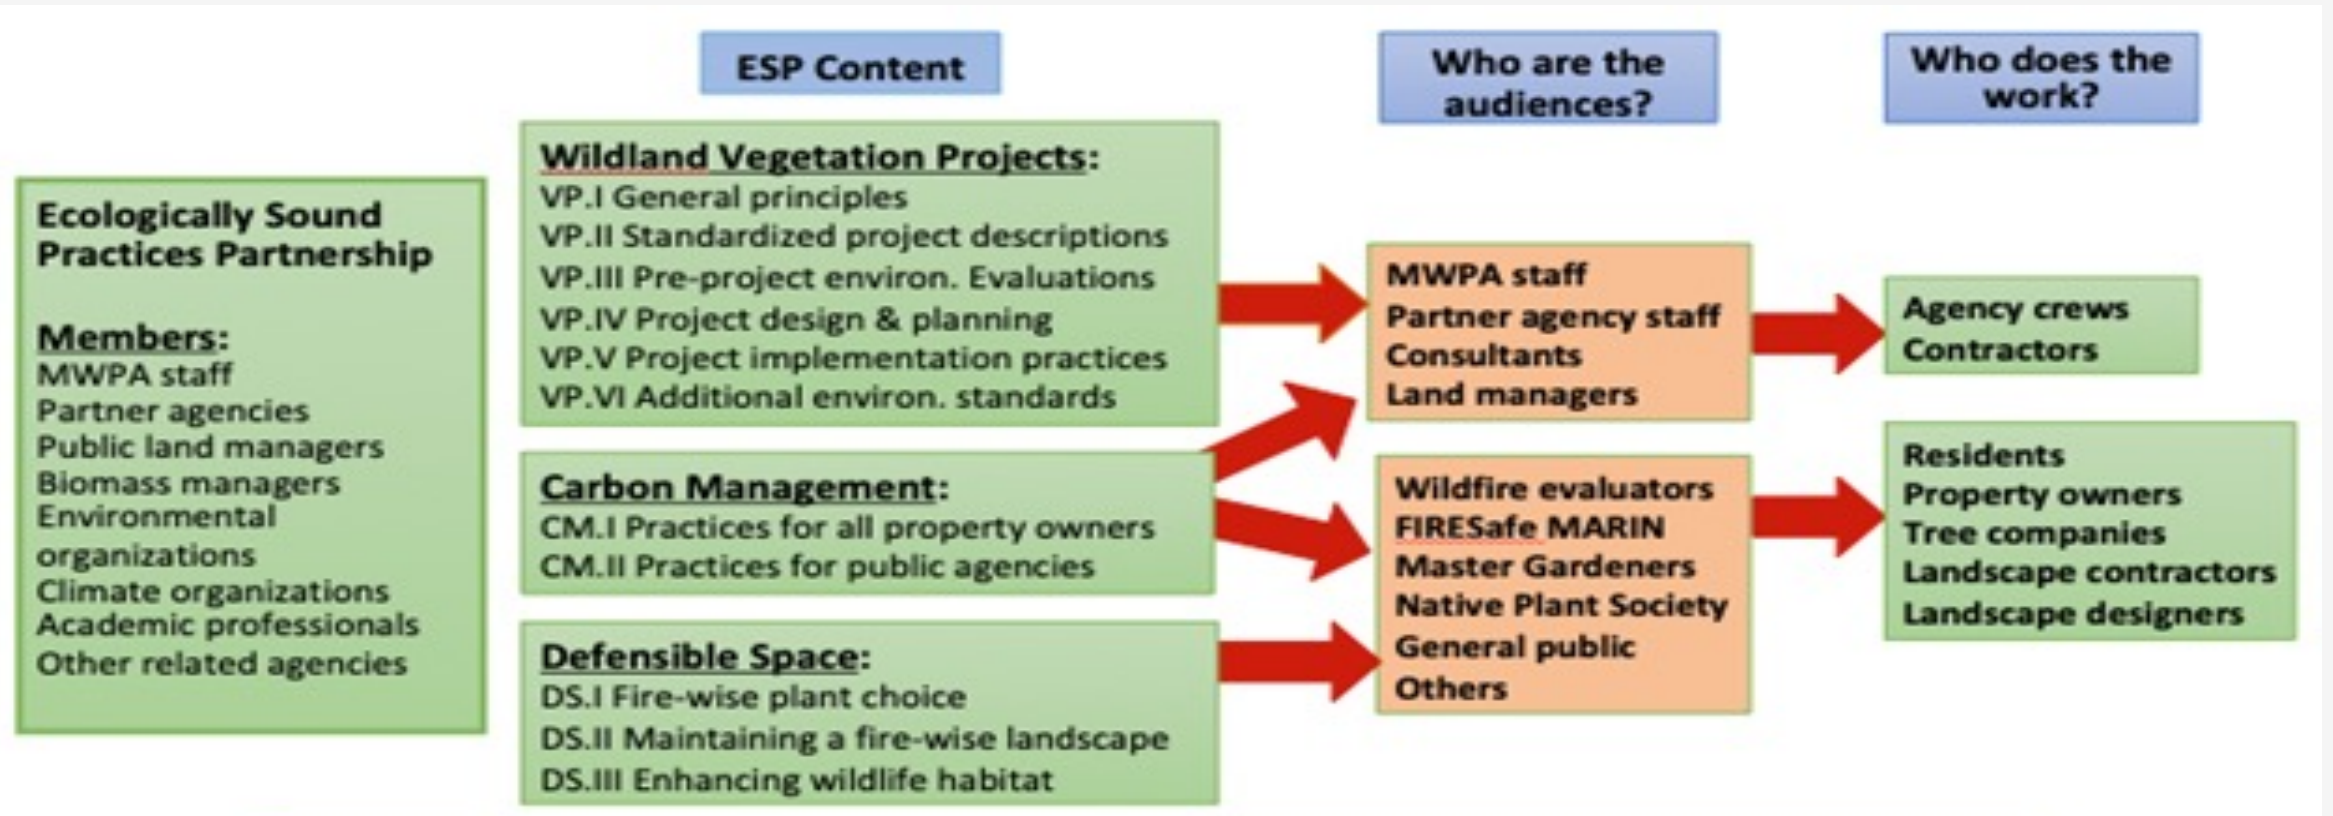 ESP Content
Who are the
audiences?
Who does the
work?
Ecologically Sound
Practices Partnership
Members:
MWPA staff
Partner agencies
Public land managers
Biomass managers
Environmental
organizations
Climate organizations
Academic professionals
Other related agencies
Wildland Vegetation Projects:
VP.I General principles
VP.II Standardized project descriptions
VP.III Pre-project environ. Evaluations
VP.IV Project design & planning
VP.V Project implementation practices
VP.VI Additional environ. standards
Carbon Management:
CM.I Practices for all property owners
CM.II Practices for public agencies
Defensible Space:
DS.I Fire-wise plant choice
DS.II Maintaining a fire-wise landscape
DS.III Enhancing wildlife habitat
MWPA staff
Partner agency staff
Consultants
Land managers
Wildfire evaluators
FIRESafe MARIN
Master Gardeners
Native Plant Society
General public
Others
Agency crews
Contractors
Residents
Property owners
Tree companies
Landscape contractors
Landscape designers